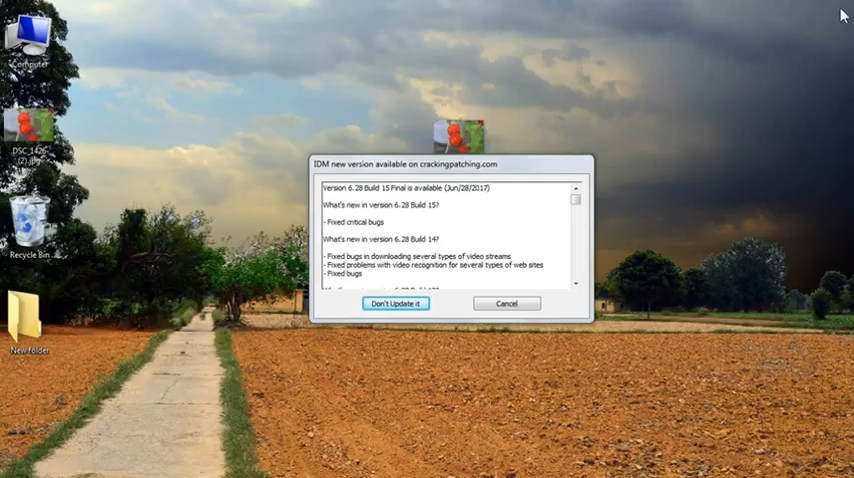 Computer
DSC_1426
(2).jpg
Recycle Bin
New folder
IDM new version available on crackingpatching.com
Version 6.28 Build 15 Final is available (Jun/28/2017)
What's new in version 6.28 Build 15?
- Fixed critical bugs
What's new in version 6.28 Build 14?
- Fixed bugs in downloading several types of video streams
- Fixed problems with video recognition for several types of web sites
- Fixed bugs
Don't Update it
Cancel